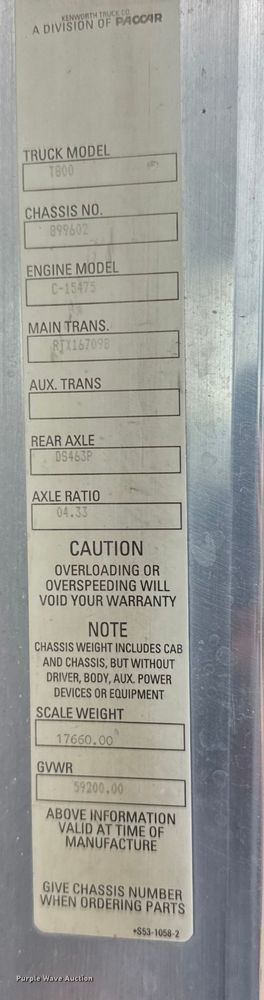 KENWORTH TRUCK CO.
A DIVISION OF PACCAR
TRUCK MODEL
T800
CHASSIS NO.
899602
ENGINE MODEL
C-15475
MAIN TRANS.
RTX16709B
AUX. TRANS
REAR AXLE
DS463P
AXLE RATIO
04.33
CAUTION
OVERLOADING OR
OVERSPEEDING WILL
VOID YOUR WARRANTY
NOTE
CHASSIS WEIGHT INCLUDES CAB
AND CHASSIS, BUT WITHOUT
DRIVER, BODY, AUX. POWER
DEVICES OR EQUIPMENT
SCALE WEIGHT
17660.00
GVWR
59200.00
ABOVE INFORMATION
VALID AT TIME OF
MANUFACTURE
GIVE CHASSIS NUMBER
WHEN ORDERING PARTS
+S53-1058-2
Purple Wave Auction